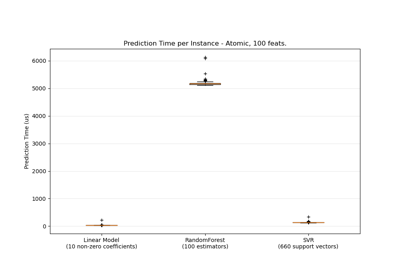 Prediction Time per Instance - Atomic, 100 feats.
Prediction Time (us)
6000
5000
4000
3000
2000
1000
0
Linear Model
(10 non-zero coefficients)
RandomForest
(100 estimators)
SVR
(660 support vectors)